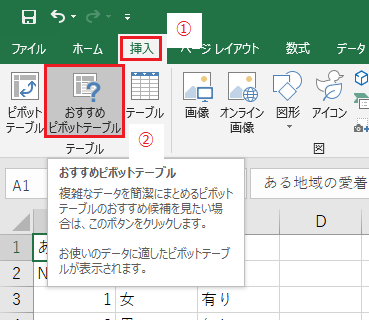 ①
ファイル ホーム 挿入 ページ レイアウト 数式 データ
ピボット
テーブル
おすすめ
ピボットテーブル
テーブル
画像
オンライン
画像
図形
アイコン
②
テーブル
図
A1
ある地域の愛着
おすすめピボットテーブル
複雑なデータを簡潔にまとめるピボット
テーブルのおすすめ候補を見たい場
合は、このボタンをクリックします。
お使いのデータに適したピボットテーブ
ルが表示されます。
D
1 あ
2 N
3 1 女 有り